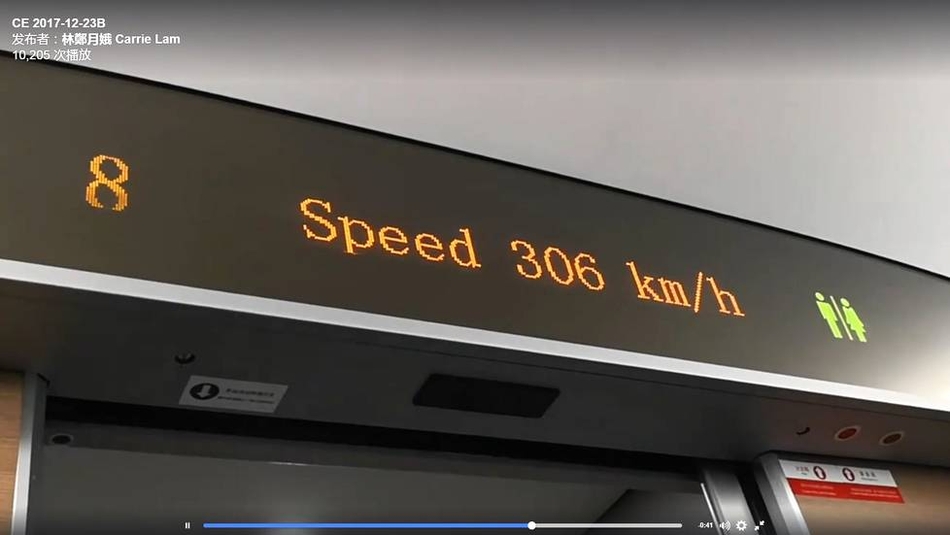 CE 2017-12-23B
发布者：林鄭月娥 Carrie Lam
10,205 次播放
8
Speed 306 km/h
-0:41